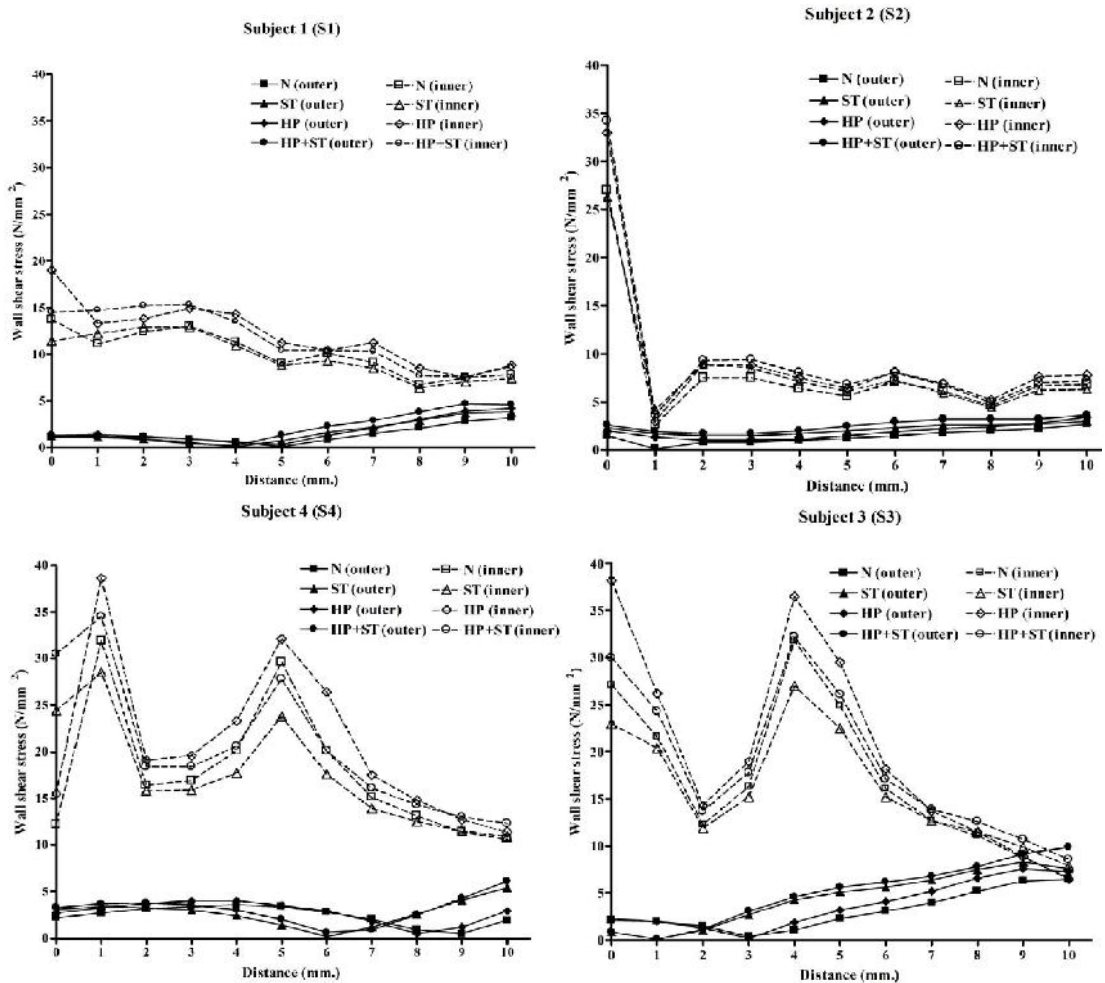 Subject 1 (S1)
Wall shear stress (N/mm²)
40
35
30
25
20
15
10
5
0
N (outer)
N (inner)
ST (outer)
ST (inner)
HP (outer)
HP (inner)
HP+ST (outer)
HP+ST (inner)
0 1 2 3 4 5 6 7 8 9 10
Distance (mm.)
Subject 2 (S2)
Wall shear stress (N/mm²)
40
35
30
25
20
15
10
5
0
N (outer)
N (inner)
ST (outer)
ST (inner)
HP (outer)
HP (inner)
HP+ST (outer)
HP+ST (inner)
0 1 2 3 4 5 6 7 8 9 10
Distance (mm.)
Subject 4 (S4)
Wall shear stress (N/mm²)
40
35
30
25
20
15
10
5
0
N (outer)
N (inner)
ST (outer)
ST (inner)
HP (outer)
HP (inner)
HP+ST (outer)
HP+ST (inner)
0 1 2 3 4 5 6 7 8 9 10
Distance (mm.)
Subject 3 (S3)
Wall shear stress (N/mm²)
40
35
30
25
20
15
10
5
0
N (outer)
N (inner)
ST (outer)
ST (inner)
HP (outer)
HP (inner)
HP+ST (outer)
HP+ST (inner)
0 1 2 3 4 5 6 7 8 9 10
Distance (mm.)